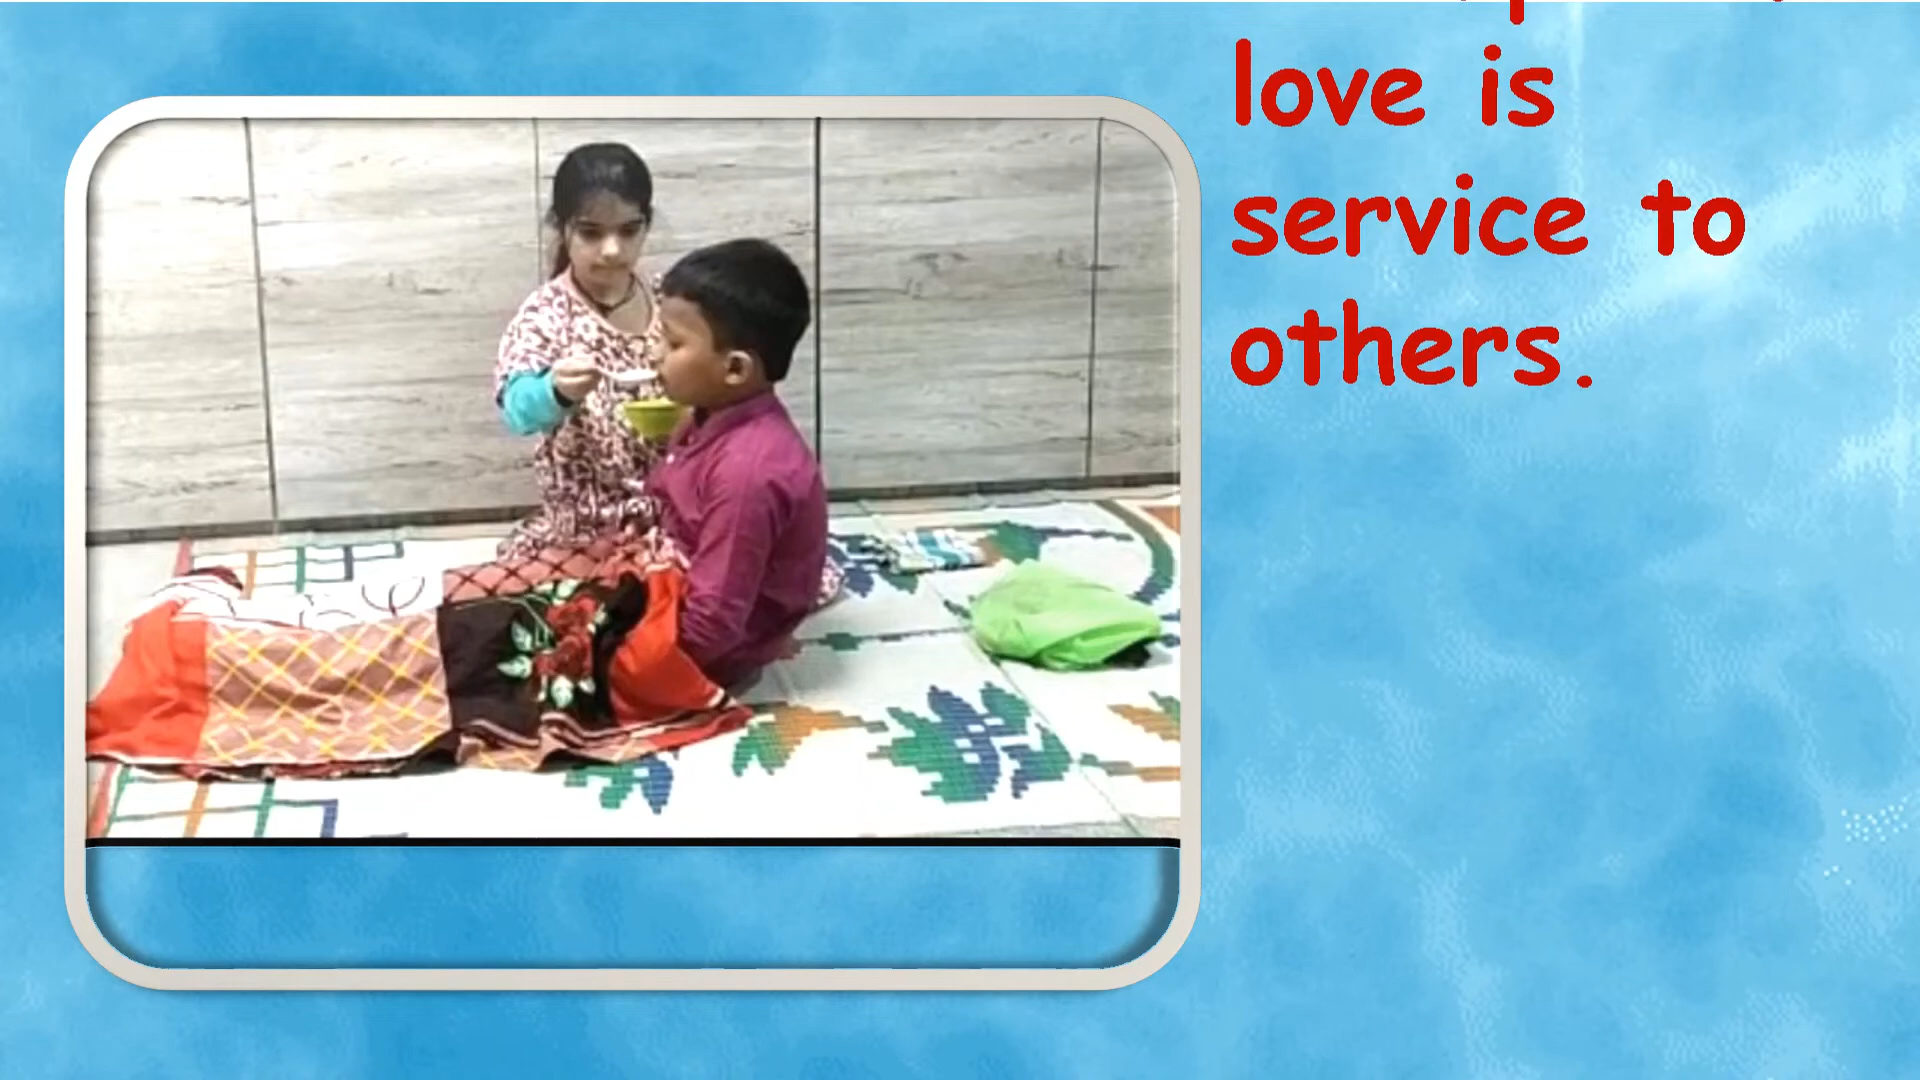 love is
service to
others.